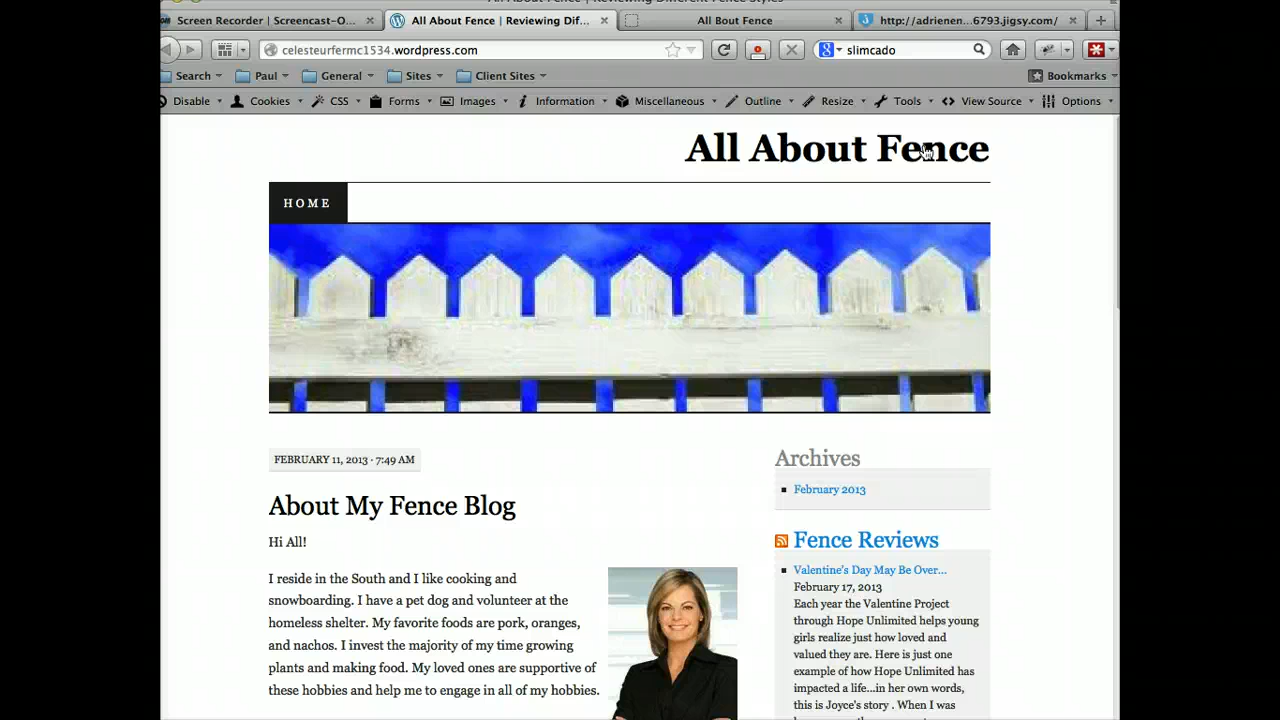 All About Fence | Reviewing Different Fence Styles
Screen Recorder | Screencast-O...
All About Fence | Reviewing Dif...
All Bout Fence
http://adrienen...6793.jigsy.com/
celesteurfermc1534.wordpress.com
slimcado
Search
Paul
General
Sites
Client Sites
Bookmarks
Disable
Cookies
CSS
Forms
Images
Information
Miscellaneous
Outline
Resize
Tools
View Source
Options
All About Fence
HOME
FEBRUARY 11, 2013 · 7:49 AM
About My Fence Blog
Hi All!
I reside in the South and I like cooking and
snowboarding. I have a pet dog and volunteer at the
homeless shelter. My favorite foods are pork, oranges,
and nachos. I invest the majority of my time growing
plants and making food. My loved ones are supportive of
these hobbies and help me to engage in all of my hobbies.
Archives
February 2013
Fence Reviews
Valentine's Day May Be Over...
February 17, 2013
Each year the Valentine Project
through Hope Unlimited helps young
girls realize just how loved and
valued they are. Here is just one
example of how Hope Unlimited has
impacted a life...in her own words,
this is Joyce's story . When I was